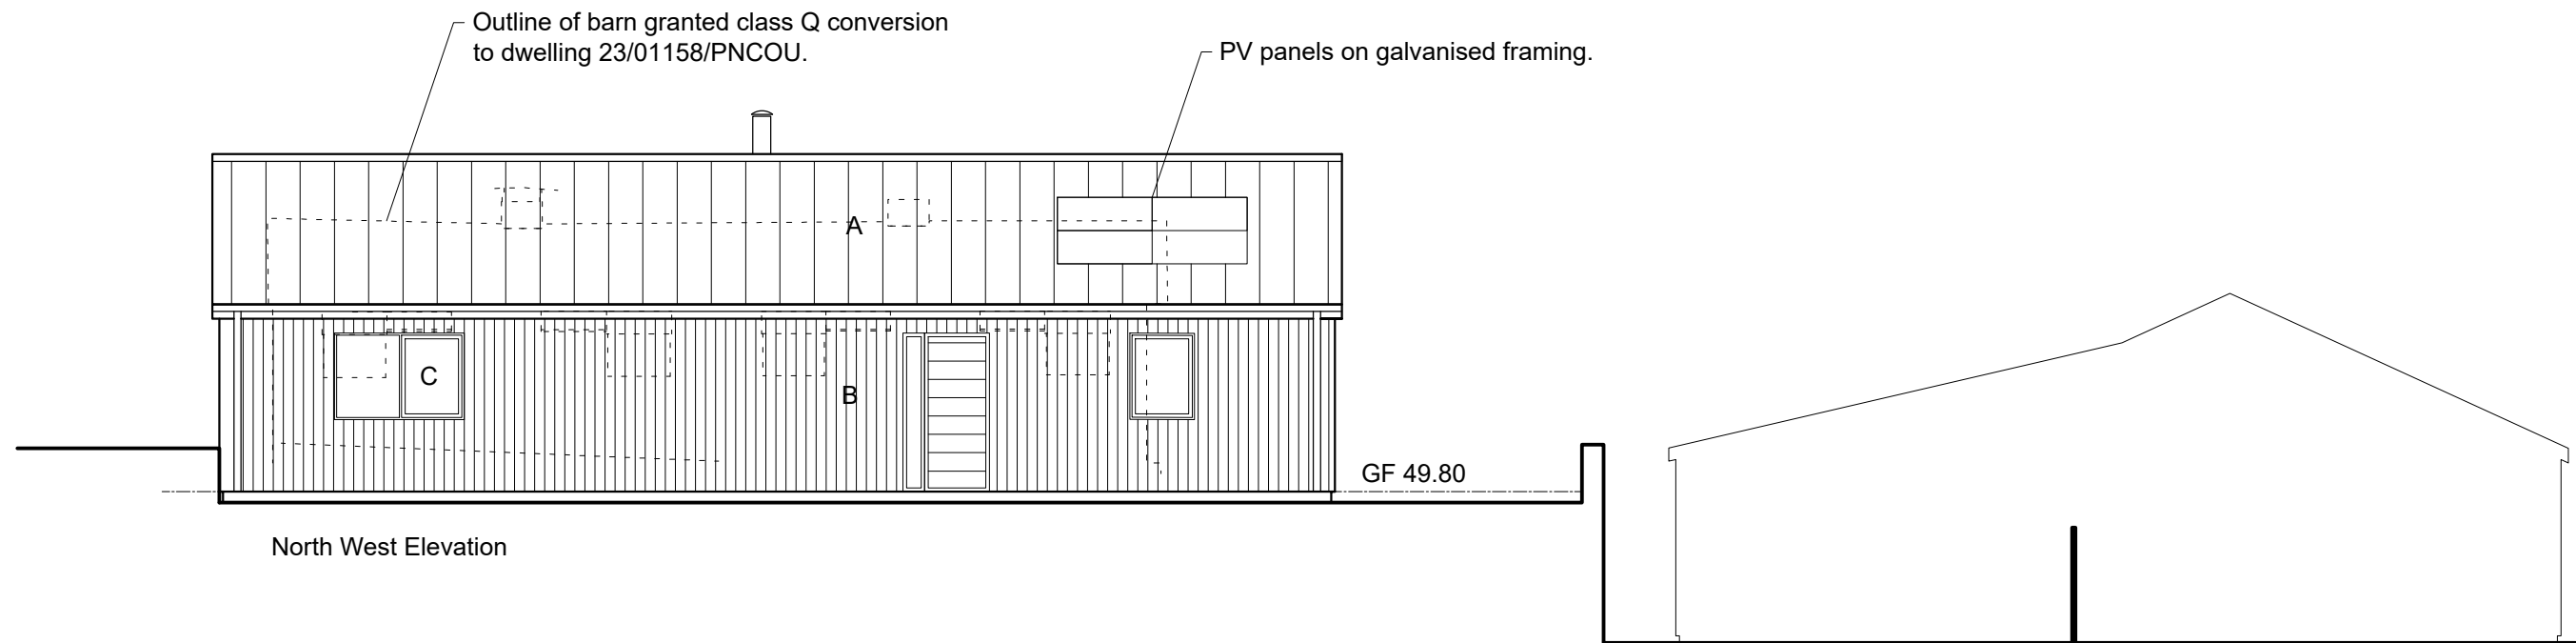 Outline of barn granted class Q conversion
to dwelling 23/01158/PNCOU.
PV panels on galvanised framing.
A
C
B
GF 49.80
North West Elevation